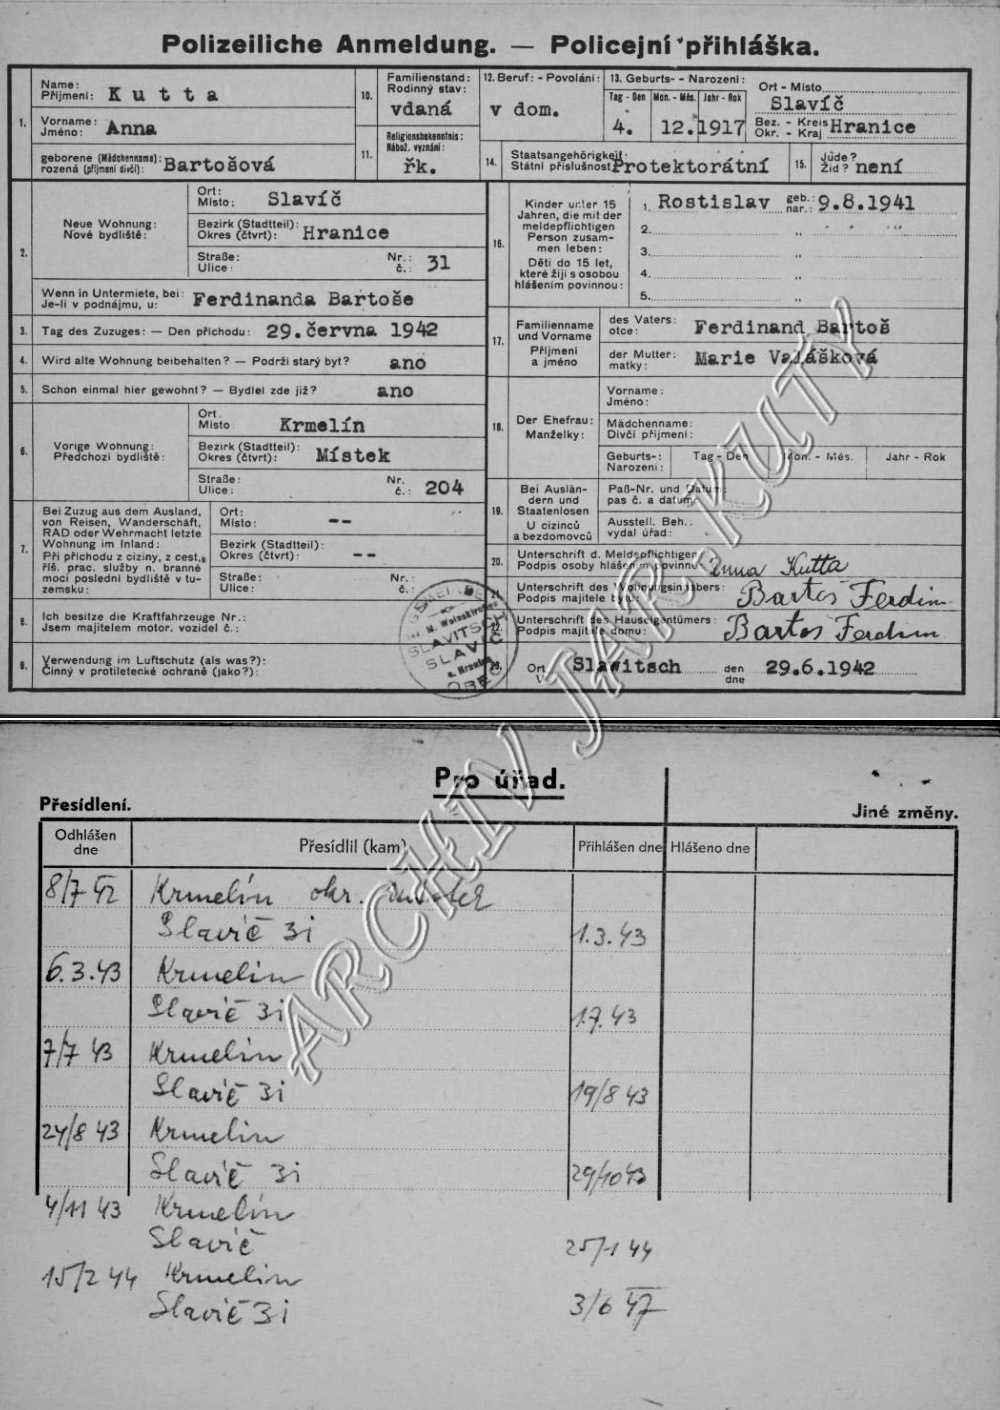 Polizeiliche Anmeldung. — Policejní přihláška.
1. Name: Příjmení: Kutta
Vorname: Jméno: Anna
geborene (Mädchenname): rozená (příjmení dívčí): Bartošová
10. Familienstand: Rodinný stav: vdaná
11. Religionsbekenntnis: Nábož. vyznání: řk.
12. Beruf: - Povolání: v dom.
13. Geburts- - Narození: Tag - Den 4. Mon. - Měs. 12. Jahr - Rok 1917
Ort - Místo Slavíč
Bez. - Kreis Okr. - Kraj Hranice
14. Staatsangehörigkeit: Státní příslušnost: Protektorátní
15. Jude? Žid? není
2. Neue Wohnung: Nové bydliště:
Ort: Místo: Slavíč
Bezirk (Stadtteil): Okres (čtvrť): Hranice
Straße: Ulice: Nr.: č.: 31
Wenn in Untermiete, bei: Je-li v podnájmu, u: Ferdinanda Bartoše
3. Tag des Zuzuges: — Den příchodu: 29.června 1942
4. Wird alte Wohnung beibehalten? — Podrží starý byt? ano
5. Schon einmal hier gewohnt? — Bydlel zde již? ano
6. Vorige Wohnung: Předchozí bydliště:
Ort Místo Krmelín
Bezirk (Stadtteil): Okres (čtvrť): Místek
Straße: Ulice: Nr. č.: 204
7. Bei Zuzug aus dem Ausland, von Reisen, Wanderschaft, RAD oder Wehrmacht letzte Wohnung im Inland:
Při příchodu z ciziny, z cest, říš. prac. služby n. branné moci poslední bydliště v tuzemsku:
Ort: Místo: --
Bezirk (Stadtteil): Okres (čtvrť): --
Straße: Ulice: Nr.: č.:
8. Ich besitze die Kraftfahrzeuge Nr.: Jsem majitelem motor. vozidel č.:
9. Verwendung im Luftschutz (als was?): Činný v protiletecké ochraně (jako?):
16. Kinder unter 15 Jahren, die mit der meldepflichtigen Person zusammen leben:
Děti do 15 let, které žijí s osobou hlášením povinnou:
1. Rostislav geb.: nar.: 9.8.1941
2. "
3. "
4. "
5. "
17. Familienname und Vorname Příjmení a jméno
des Vaters: otce: Ferdinand Bartoš
der Mutter: matky: Marie Valášková
18. Der Ehefrau: Manželky:
Vorname: Jméno:
Mädchenname: Dívčí příjmení:
Geburts-: Narození: Tag - Den Mon. - Měs. Jahr - Rok
19. Bei Ausländern und Staatenlosen U cizinců a bezdomovců
Paß-Nr. und Datum: pas č. a datum:
Ausstell. Beh.: vydal úřad:
20. Unterschrift d. Meldepflichtigen: Podpis osoby hlášením povinnou: Anna Kutta
21. Unterschrift des Wohnungsinhabers: Podpis majitele bytu: Bartoš Ferdin
22. Unterschrift des Hauseigentümers: Podpis majitele domu: Bartoš Ferdin
SLAVITSCH
SLAVÍČ
OBEC
23. Ort Slawitsch den dne 29.6.1942
ARCHIV JAR. KUTY
Pro úřad.
Přesídlení. Jiné změny.
Odhlášen dne Přesídlil (kam) Přihlášen dne Hlášeno dne
8/7 42 Krmelín okr. Místek
Slavíč 31 1.3.43
6.3.43 Krmelín
Slavíč 31 1.7.43
7/7 43 Krmelín
Slavíč 31 19/8 43
24/8 43 Krmelín
Slavíč 31 29/10 43
4/11 43 Krmelín
Slavíč 25/1 44
15/2 44 Krmelín
Slavíč 31 3/6 47